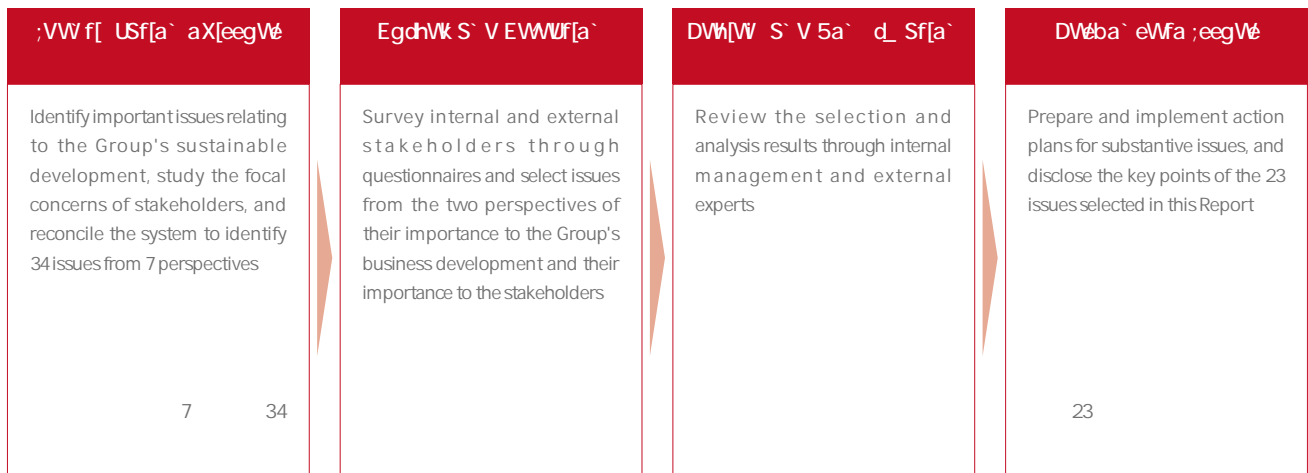 Identify important issues relating
to the Group's sustainable
development, study the focal
concerns of stakeholders, and
reconcile the system to identify
34 issues from 7 perspectives
7 34
Survey internal and external
stakeholders through
questionnaires and select issues
from the two perspectives of
their importance to the Group's
business development and their
importance to the stakeholders
Review the selection and
analysis results through internal
management and external
experts
Prepare and implement action
plans for substantive issues, and
disclose the key points of the 23
issues selected in this Report
23